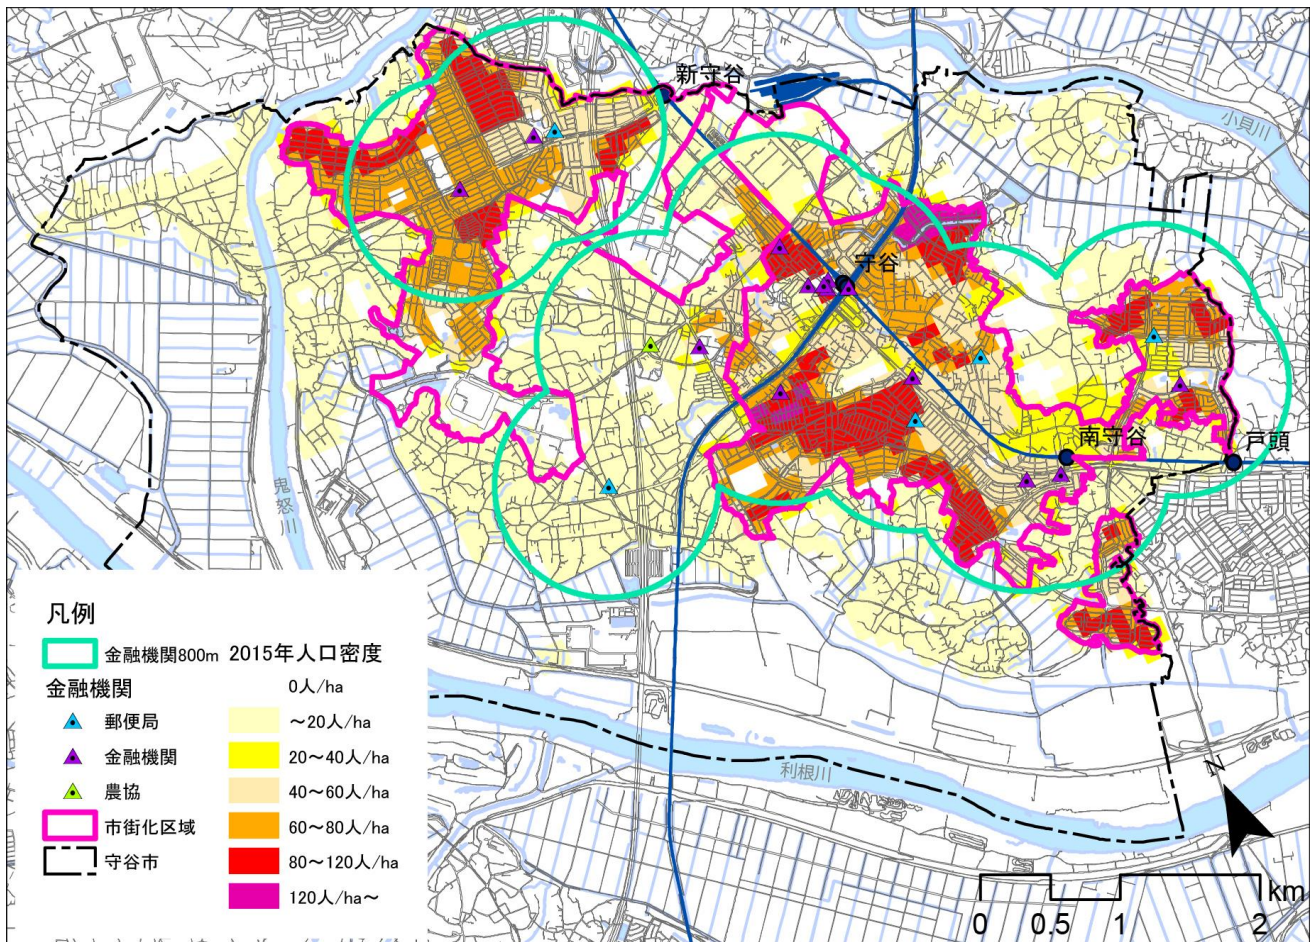 新守谷
小貝川
守谷
南守谷
戸頭
鬼怒川
利根川
N
凡例
金融機関800m
金融機関
郵便局
金融機関
農協
市街化区域
守谷市
2015年人口密度
0人/ha
～20人/ha
20～40人/ha
40～60人/ha
60～80人/ha
80～120人/ha
120人/ha～
km
0 0.5 1 2